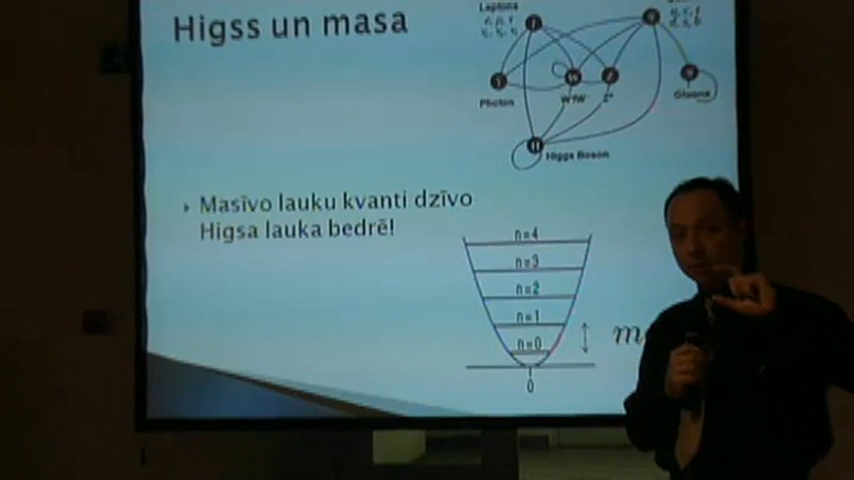 Higss un masa
Leptons
Photon
W⁺/W⁻
Z°
Gluons
Higgs Boson
H
W
Z
Masīvo lauku kvanti dzīvo
Higsa lauka bedrē!
n=4
n=3
n=2
n=1
n=0
0
m